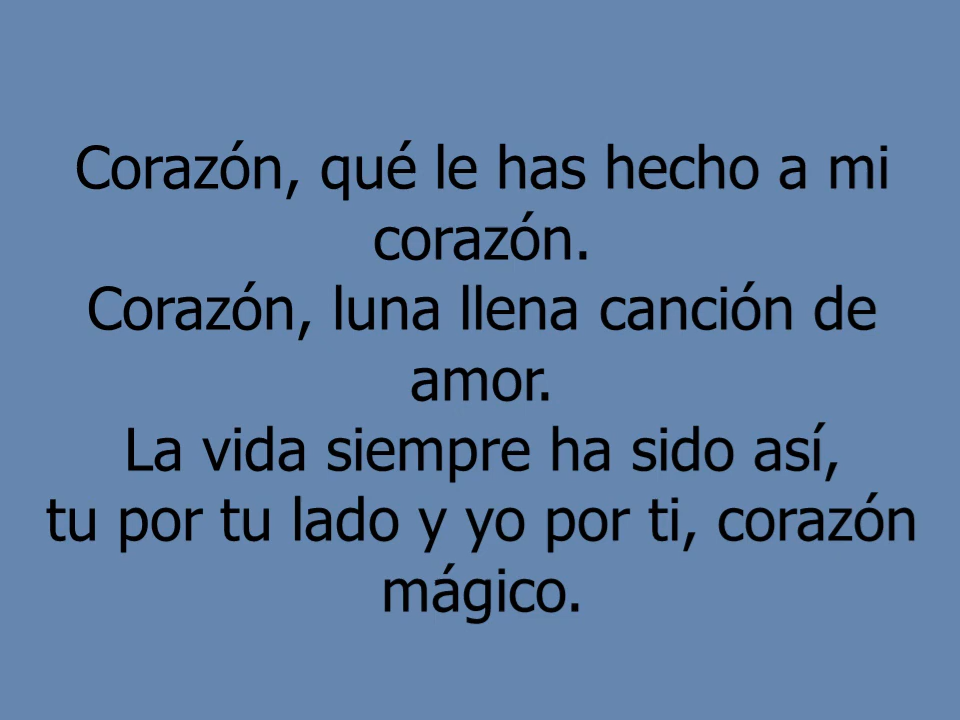 Corazón, qué le has hecho a mi
corazón.
Corazón, luna llena canción de
amor.
La vida siempre ha sido así,
tu por tu lado y yo por ti, corazón
mágico.